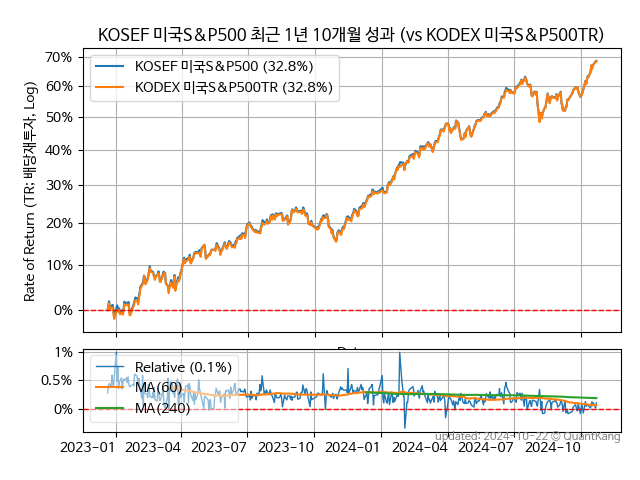 KOSEF 미국S&P500 최근 1년 10개월 성과 (vs KODEX 미국S&P500TR)
Rate of Return (TR: 배당재투자, Log)
70%
60%
50%
40%
30%
20%
10%
0%
KOSEF 미국S&P500 (32.8%)
KODEX 미국S&P500TR (32.8%)
1%
0.5%
0%
Relative (0.1%)
MA(60)
MA(240)
updated: 2024-10-22 © QuantKang
2023-01 2023-04 2023-07 2023-10 2024-01 2024-04 2024-07 2024-10